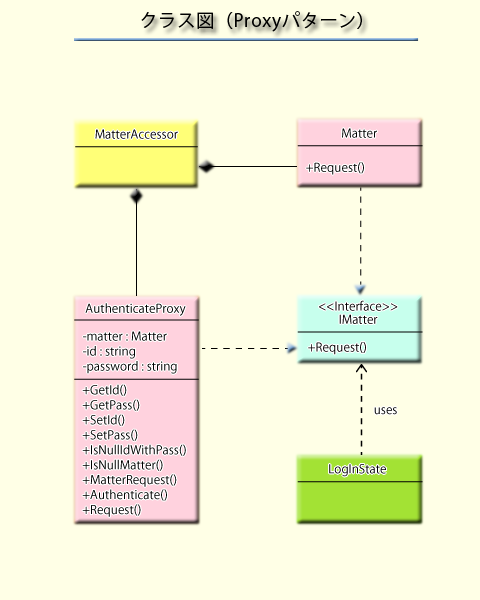 クラス図（Proxyパターン）
MatterAccessor
Matter
+Request()
AuthenticateProxy
-matter : Matter
-id : string
-password : string
+GetId()
+GetPass()
+SetId()
+SetPass()
+IsNullIdWithPass()
+IsNullMatter()
+MatterRequest()
+Authenticate()
+Request()
<<Interface>>
IMatter
+Request()
uses
LogInState